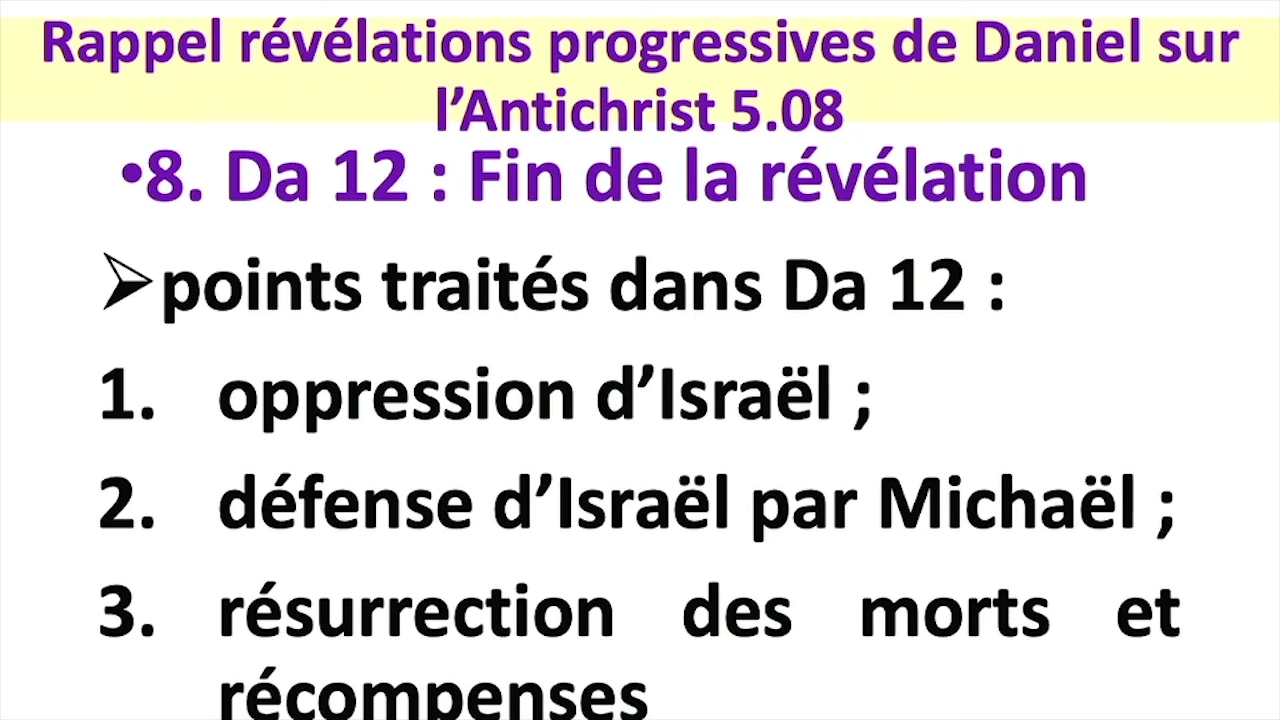 Rappel révélations progressives de Daniel sur
l’Antichrist 5.08
•8. Da 12 : Fin de la révélation
➢points traités dans Da 12 :
1. oppression d’Israël ;
2. défense d’Israël par Michaël ;
3. résurrection des morts et
récompenses